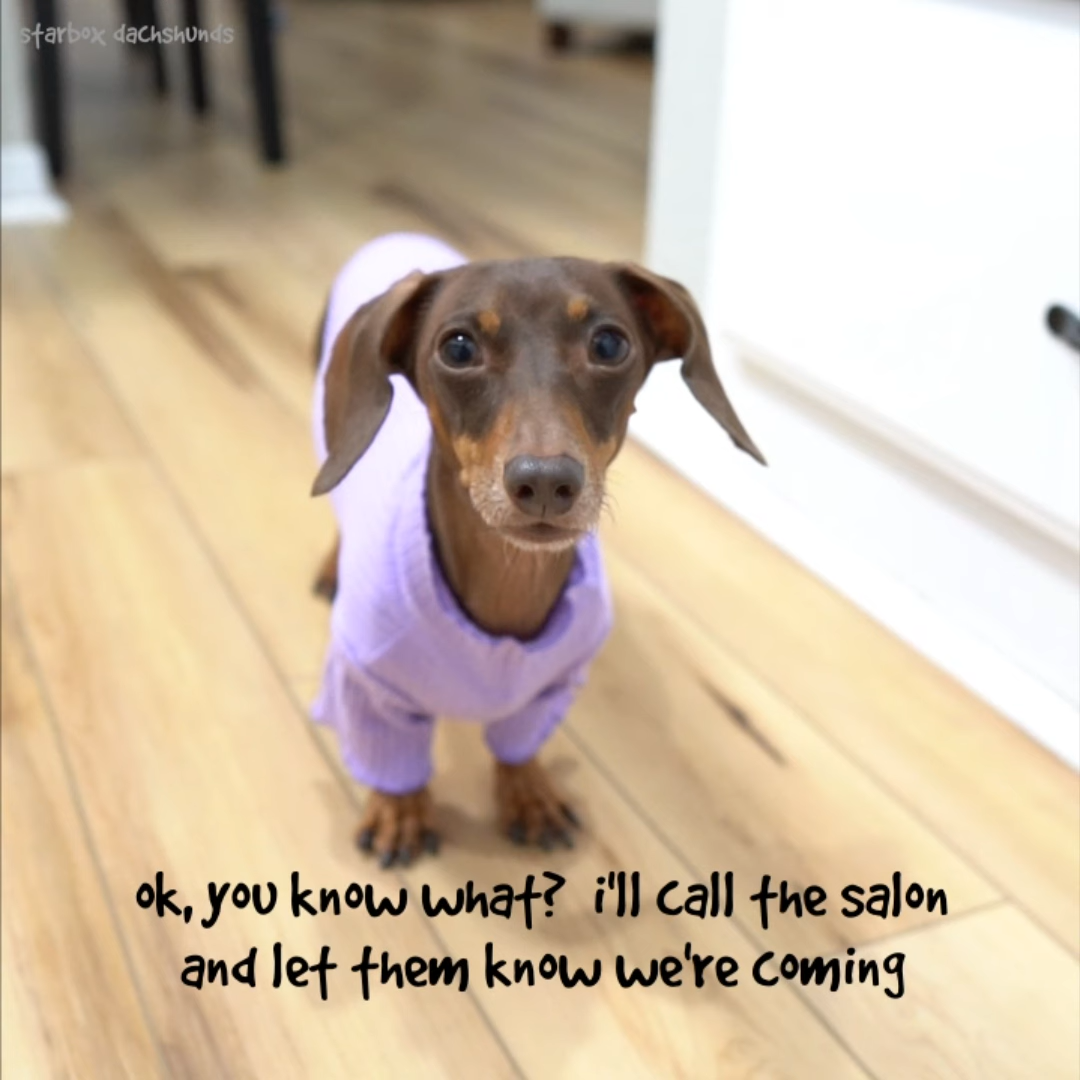 starbox dachshunds
ok, you know what?  i'll call the salon
and let them know we're coming